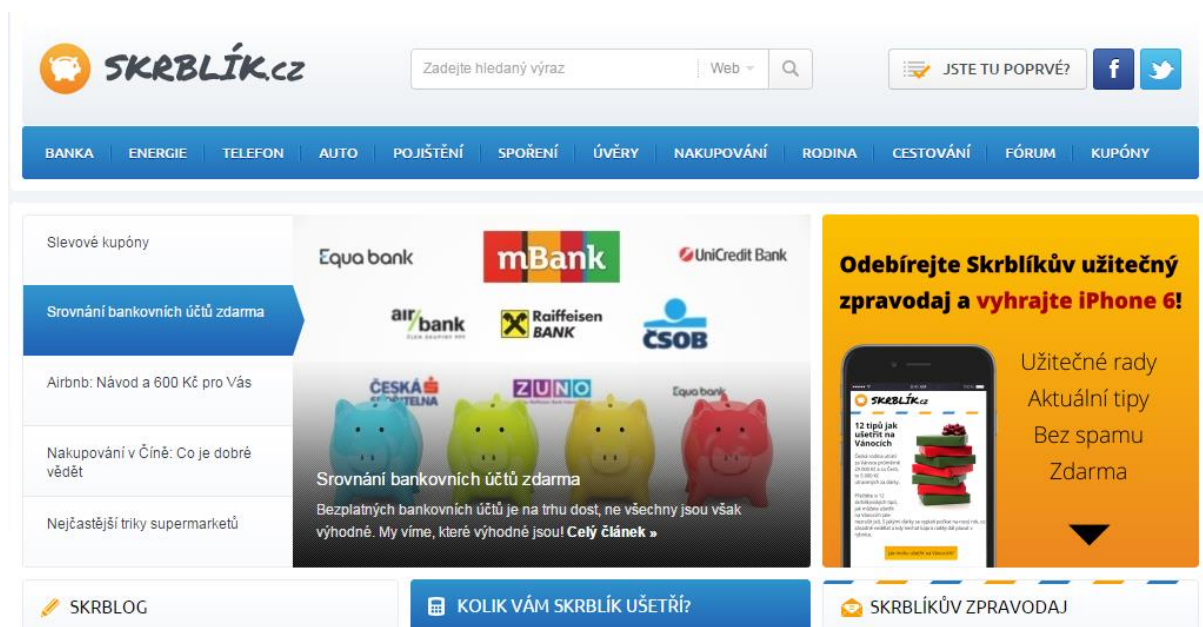 SKRBLÍK.cz
Zadejte hledaný výraz
Web
JSTE TU POPRVÉ?
f
BANKA ENERGIE TELEFON AUTO POJIŠTĚNÍ SPOŘENÍ ÚVĚRY NAKUPOVÁNÍ RODINA CESTOVÁNÍ FÓRUM KUPÓNY
Slevové kupóny
Srovnání bankovních účtů zdarma
Airbnb: Návod a 600 Kč pro Vás
Nakupování v Číně: Co je dobré
vědět
Nejčastější triky supermarketů
Equa bank mBank UniCredit Bank
air bank Raiffeisen
BANK
ČSOB
ČESKÁ
ZUNO
Equa bank
Srovnání bankovních účtů zdarma
Bezplatných bankovních účtů je na trhu dost, ne všechny jsou však
výhodné. My víme, které výhodné jsou! Celý článek »
Odebírejte Skrblíkův užitečný
zpravodaj a vyhrajte iPhone 6!
SKRBLÍK.cz
12 tipů jak
ušetřit na
Vánocích
Užitečné rady
Aktuální tipy
Bez spamu
Zdarma
SKRBLOG
KOLIK VÁM SKRBLÍK UŠETŘÍ?
SKRBLÍKŮV ZPRAVODAJ